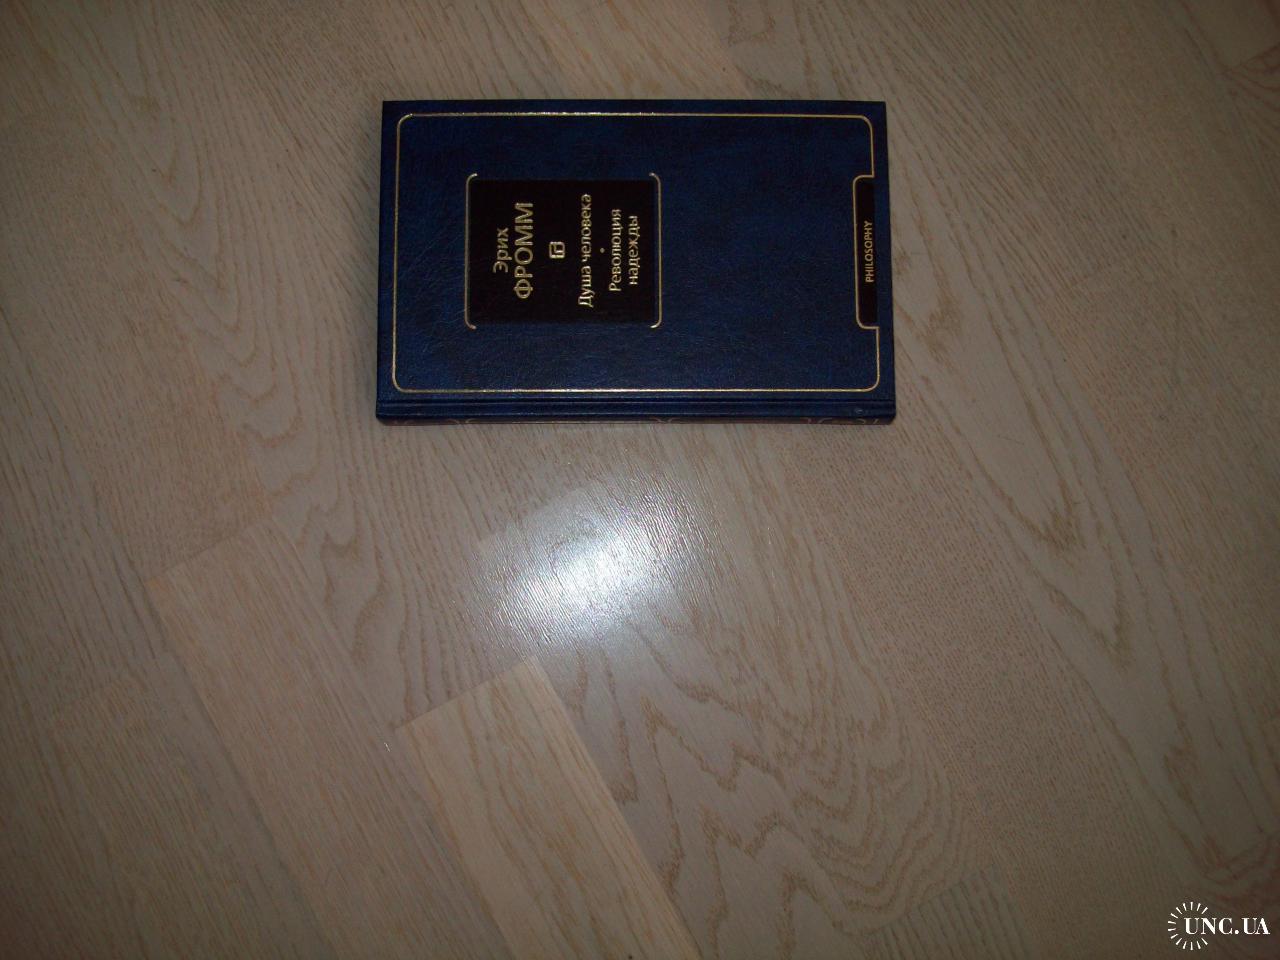 Эрих
ФРОММ
Душа человека
•
Революция
надежды
PHILOSOPHY
UNC.UA